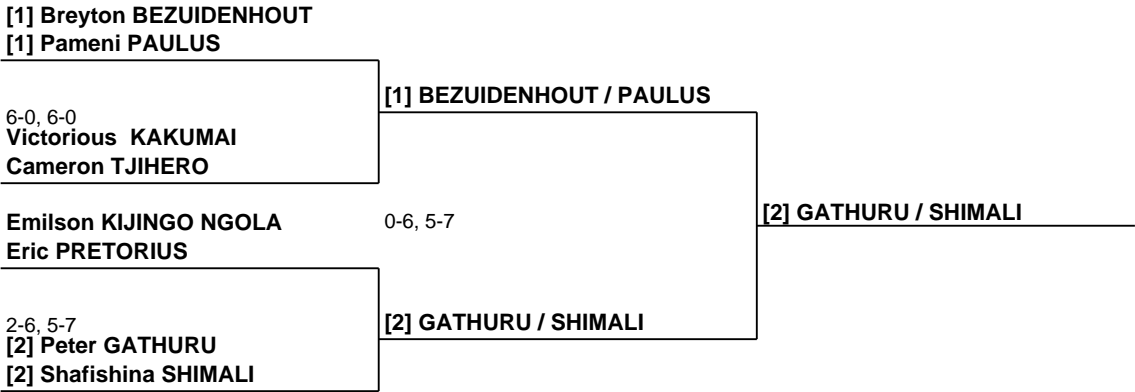 [1] Breyton BEZUIDENHOUT
[1] Pameni PAULUS
[1] BEZUIDENHOUT / PAULUS
6-0, 6-0
Victorious  KAKUMAI
Cameron TJIHERO
[2] GATHURU / SHIMALI
Emilson KIJINGO NGOLA
0-6, 5-7
Eric PRETORIUS
[2] GATHURU / SHIMALI
2-6, 5-7
[2] Peter GATHURU
[2] Shafishina SHIMALI